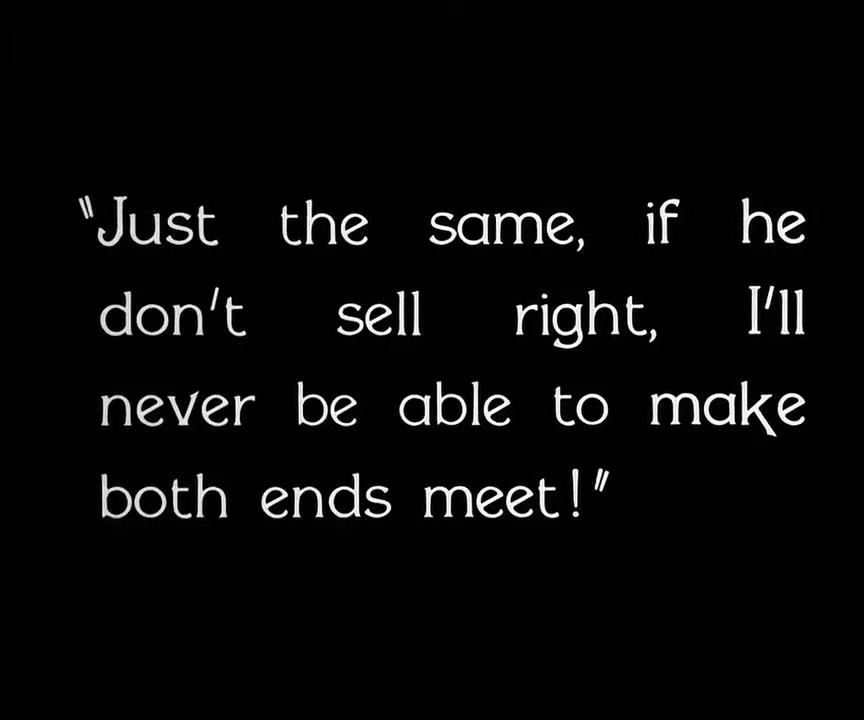 "Just the same, if he
don't sell right, I'll
never be able to make
both ends meet!"